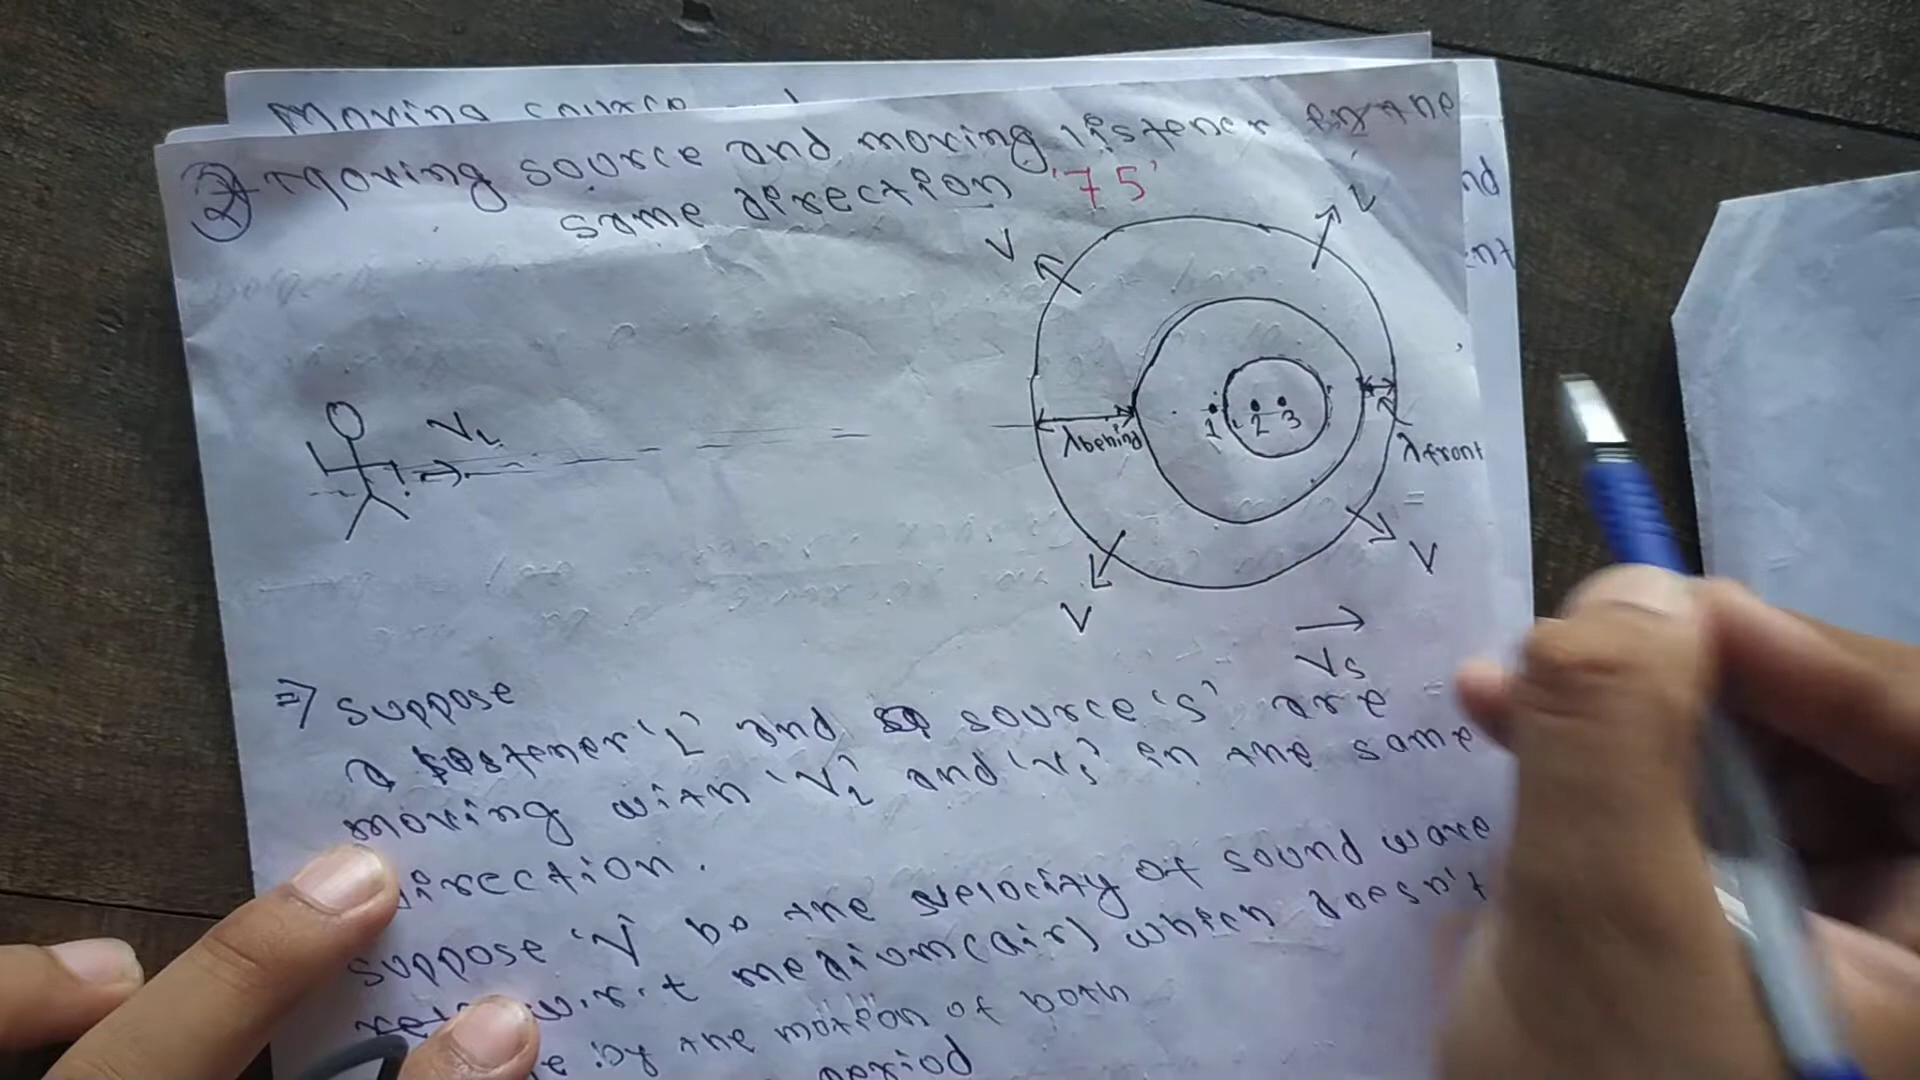 Moving source
2) Moving source and moving listener in the
same direction '75'
nd
ent
V
L
VL
λbehind
1 2 3
λfront
=
V
V
Vs
=> suppose
a listener 'L' and source 's' are
moving with 'VL' and 'vs' in the same
direction.
suppose 'V' be the velocity of sound wave
w.r.t medium (air) which doesn't
e by the motion of both
period